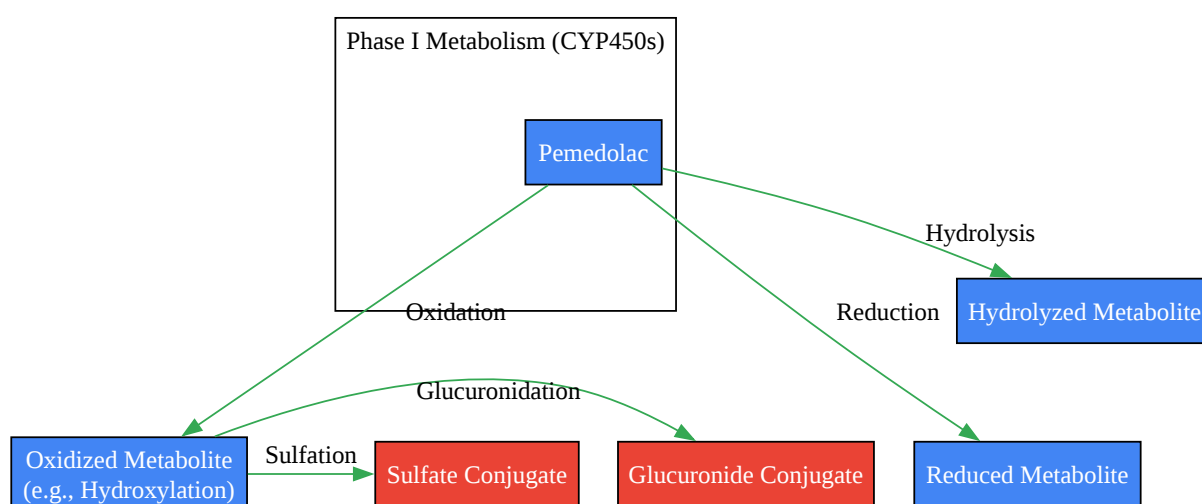 Phase I Metabolism (CYP450s)
Pemedolac
Hydrolysis
Oxidation
Reduction
Hydrolyzed Metabolite
Glucuronidation
Oxidized Metabolite
(e.g., Hydroxylation)
Sulfation
Sulfate Conjugate
Glucuronide Conjugate
Reduced Metabolite